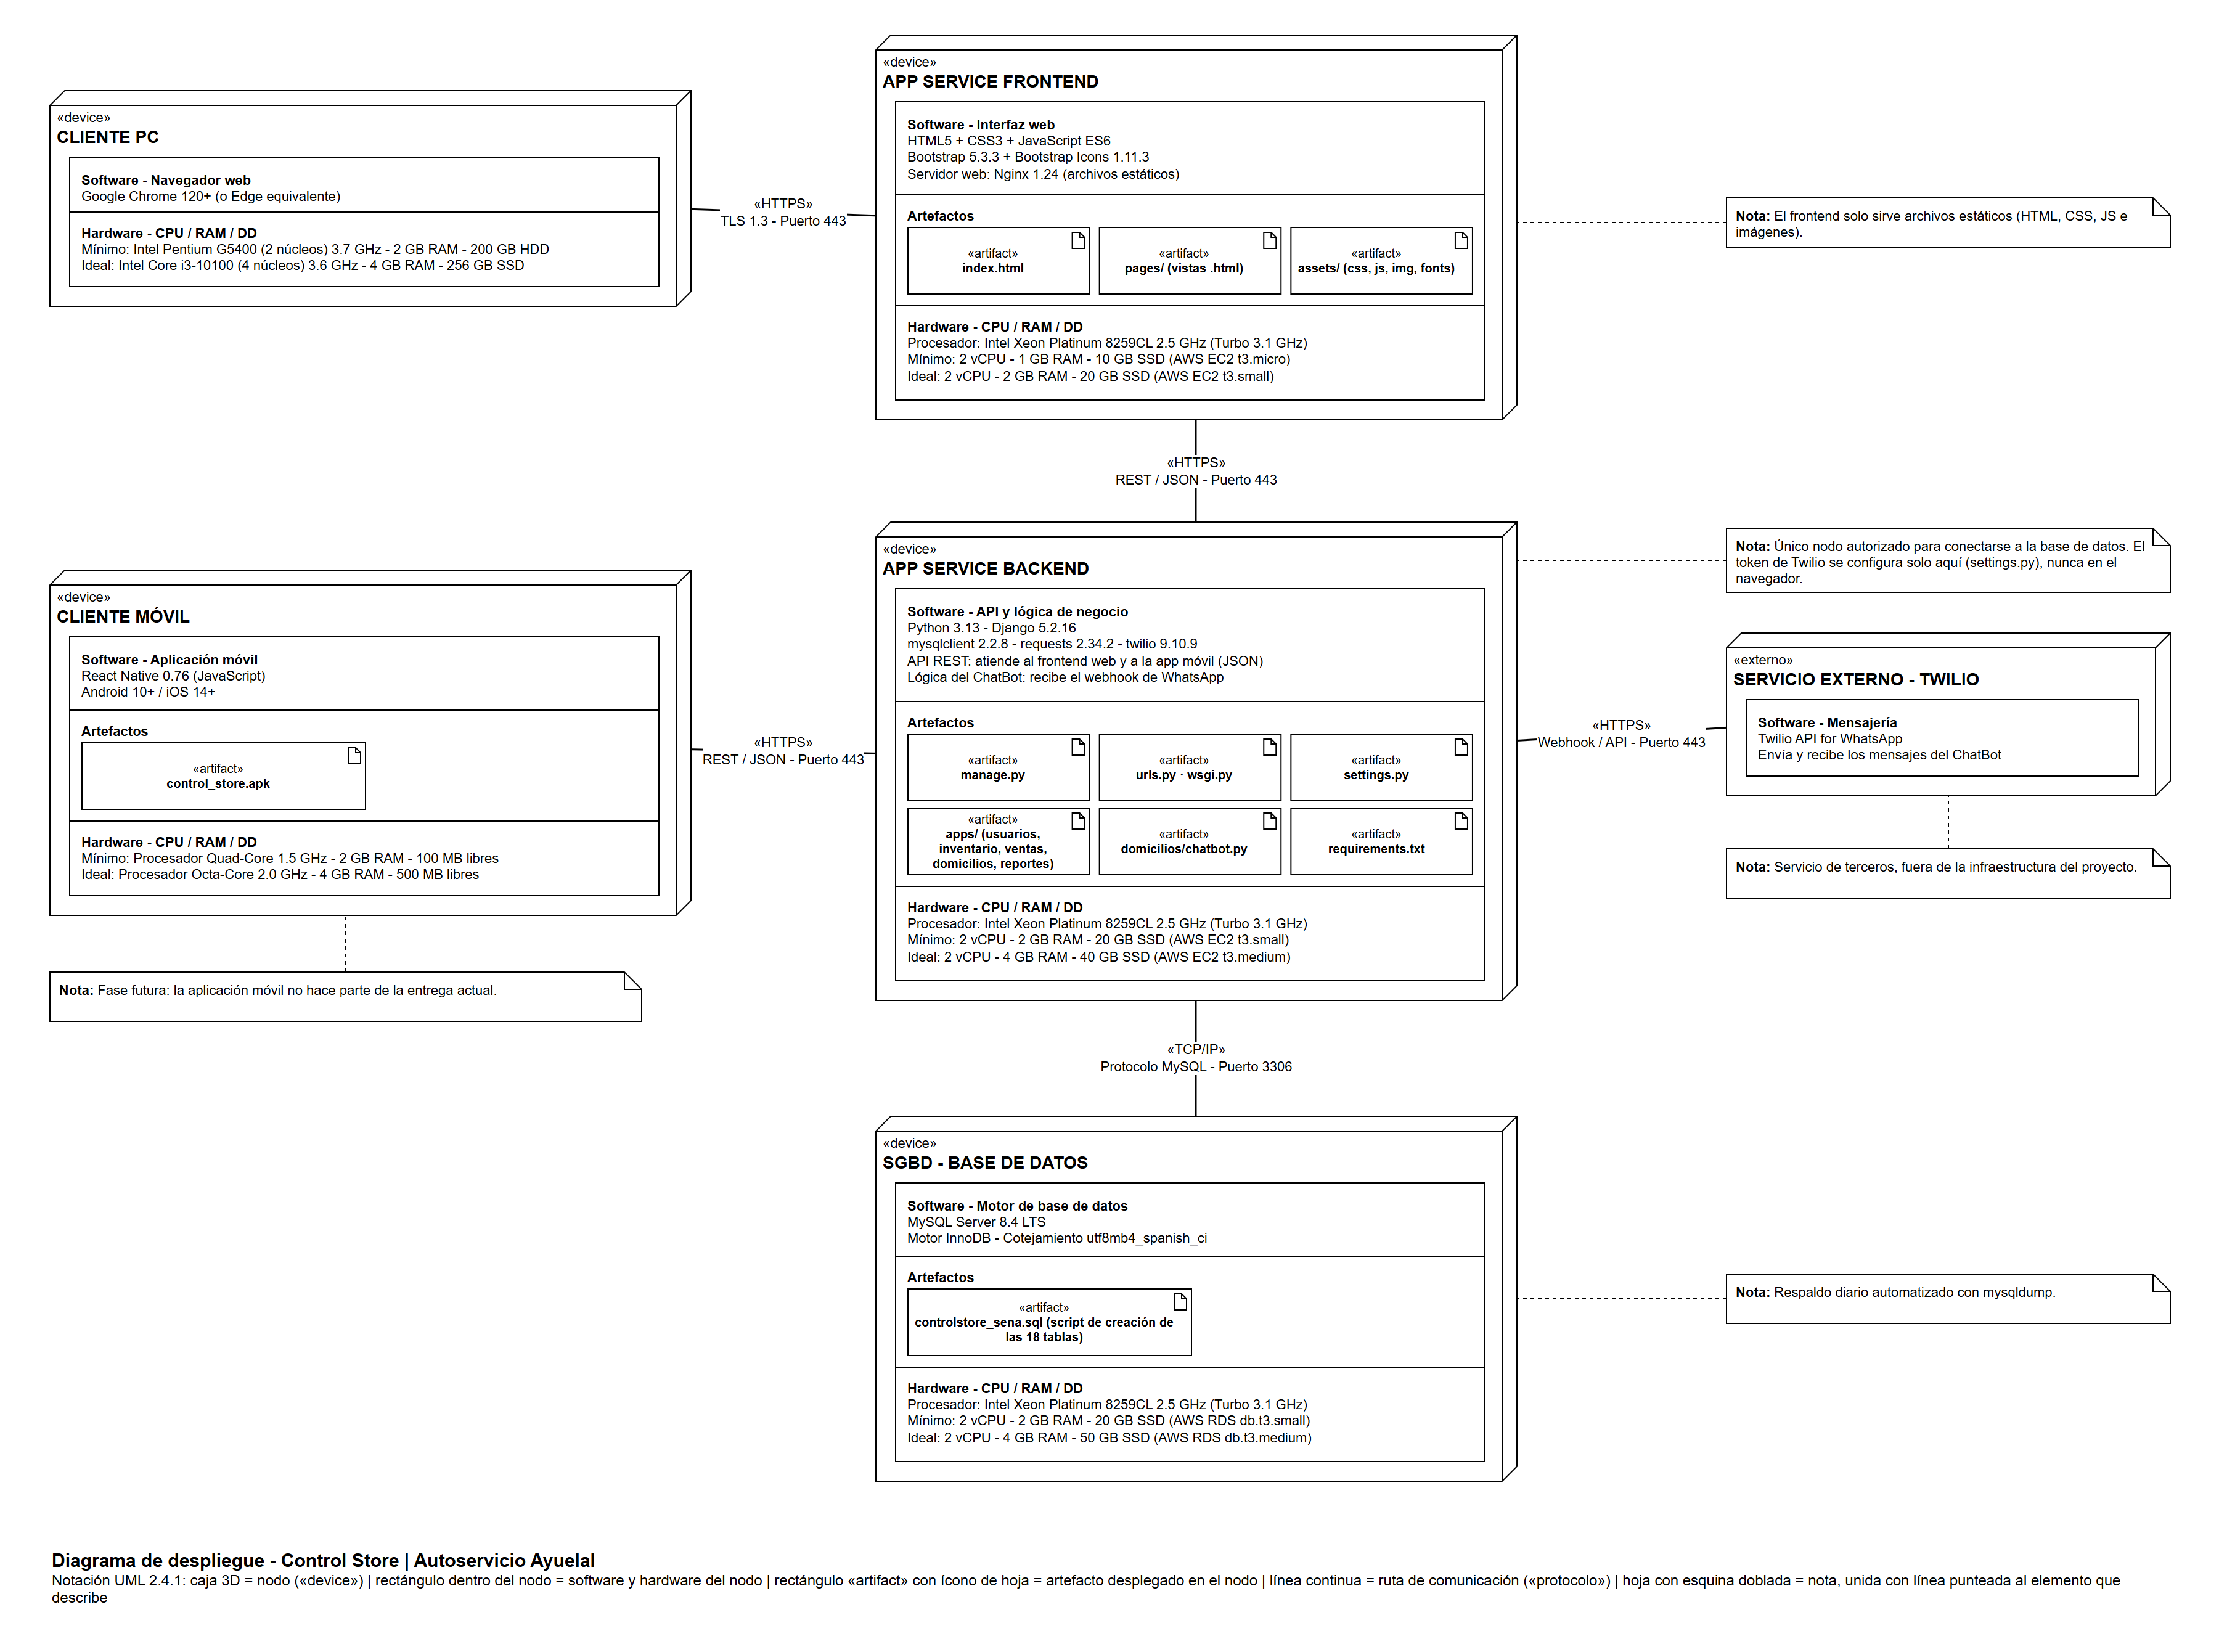 «device»
CLIENTE PC
Software - Navegador web
Google Chrome 120+ (o Edge equivalente)
Hardware - CPU / RAM / DD
Mínimo: Intel Pentium G5400 (2 núcleos) 3.7 GHz - 2 GB RAM - 200 GB HDD
Ideal: Intel Core i3-10100 (4 núcleos) 3.6 GHz - 4 GB RAM - 256 GB SSD
«HTTPS»
TLS 1.3 - Puerto 443
«device»
APP SERVICE FRONTEND
Software - Interfaz web
HTML5 + CSS3 + JavaScript ES6
Bootstrap 5.3.3 + Bootstrap Icons 1.11.3
Servidor web: Nginx 1.24 (archivos estáticos)
Artefactos
«artifact»
index.html
«artifact»
pages/ (vistas .html)
«artifact»
assets/ (css, js, img, fonts)
Hardware - CPU / RAM / DD
Procesador: Intel Xeon Platinum 8259CL 2.5 GHz (Turbo 3.1 GHz)
Mínimo: 2 vCPU - 1 GB RAM - 10 GB SSD (AWS EC2 t3.micro)
Ideal: 2 vCPU - 2 GB RAM - 20 GB SSD (AWS EC2 t3.small)
Nota: El frontend solo sirve archivos estáticos (HTML, CSS, JS e
imágenes).
«HTTPS»
REST / JSON - Puerto 443
«device»
CLIENTE MÓVIL
Software - Aplicación móvil
React Native 0.76 (JavaScript)
Android 10+ / iOS 14+
Artefactos
«artifact»
control_store.apk
Hardware - CPU / RAM / DD
Mínimo: Procesador Quad-Core 1.5 GHz - 2 GB RAM - 100 MB libres
Ideal: Procesador Octa-Core 2.0 GHz - 4 GB RAM - 500 MB libres
Nota: Fase futura: la aplicación móvil no hace parte de la entrega actual.
«HTTPS»
REST / JSON - Puerto 443
«device»
APP SERVICE BACKEND
Software - API y lógica de negocio
Python 3.13 - Django 5.2.16
mysqlclient 2.2.8 - requests 2.34.2 - twilio 9.10.9
API REST: atiende al frontend web y a la app móvil (JSON)
Lógica del ChatBot: recibe el webhook de WhatsApp
Artefactos
«artifact»
manage.py
«artifact»
urls.py · wsgi.py
«artifact»
settings.py
«artifact»
apps/ (usuarios,
inventario, ventas,
domicilios, reportes)
«artifact»
domicilios/chatbot.py
«artifact»
requirements.txt
Hardware - CPU / RAM / DD
Procesador: Intel Xeon Platinum 8259CL 2.5 GHz (Turbo 3.1 GHz)
Mínimo: 2 vCPU - 2 GB RAM - 20 GB SSD (AWS EC2 t3.small)
Ideal: 2 vCPU - 4 GB RAM - 40 GB SSD (AWS EC2 t3.medium)
Nota: Único nodo autorizado para conectarse a la base de datos. El
token de Twilio se configura solo aquí (settings.py), nunca en el
navegador.
«HTTPS»
Webhook / API - Puerto 443
«externo»
SERVICIO EXTERNO - TWILIO
Software - Mensajería
Twilio API for WhatsApp
Envía y recibe los mensajes del ChatBot
Nota: Servicio de terceros, fuera de la infraestructura del proyecto.
«TCP/IP»
Protocolo MySQL - Puerto 3306
«device»
SGBD - BASE DE DATOS
Software - Motor de base de datos
MySQL Server 8.4 LTS
Motor InnoDB - Cotejamiento utf8mb4_spanish_ci
Artefactos
«artifact»
controlstore_sena.sql (script de creación de
las 18 tablas)
Hardware - CPU / RAM / DD
Procesador: Intel Xeon Platinum 8259CL 2.5 GHz (Turbo 3.1 GHz)
Mínimo: 2 vCPU - 2 GB RAM - 20 GB SSD (AWS RDS db.t3.small)
Ideal: 2 vCPU - 4 GB RAM - 50 GB SSD (AWS RDS db.t3.medium)
Nota: Respaldo diario automatizado con mysqldump.
Diagrama de despliegue - Control Store | Autoservicio Ayuelal
Notación UML 2.4.1: caja 3D = nodo («device») | rectángulo dentro del nodo = software y hardware del nodo | rectángulo «artifact» con ícono de hoja = artefacto desplegado en el nodo | línea continua = ruta de comunicación («protocolo») | hoja con esquina doblada = nota, unida con línea punteada al elemento que
describe